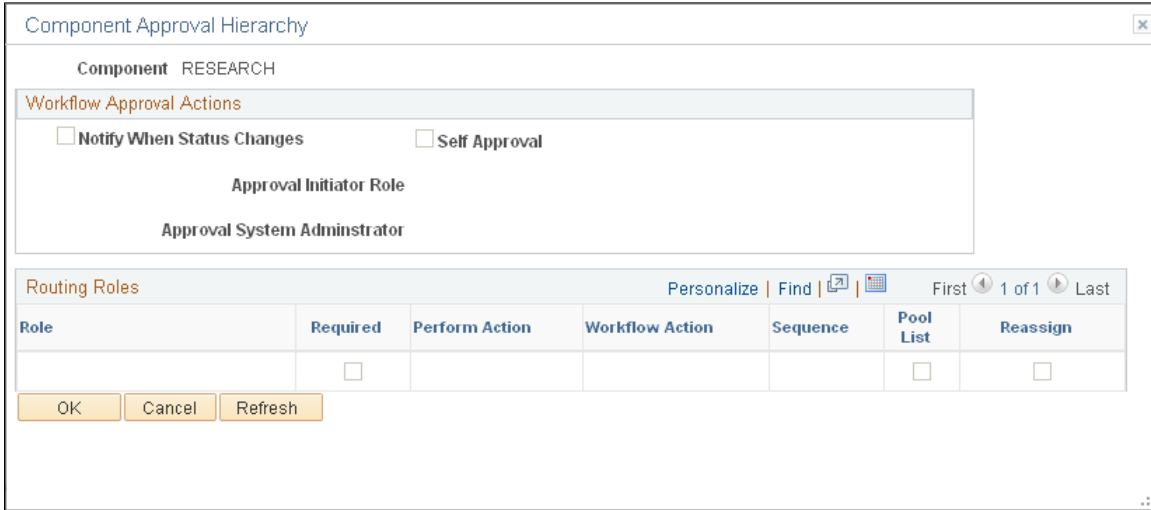 Component Approval Hierarchy
Component RESEARCH
Workflow Approval Actions
Notify When Status Changes Self Approval
Approval Initiator Role
Approval System Adminstrator
Routing Roles Personalize | Find | | First 1 of 1 Last
Role Required Perform Action Workflow Action Sequence Pool List Reassign
OK Cancel Refresh